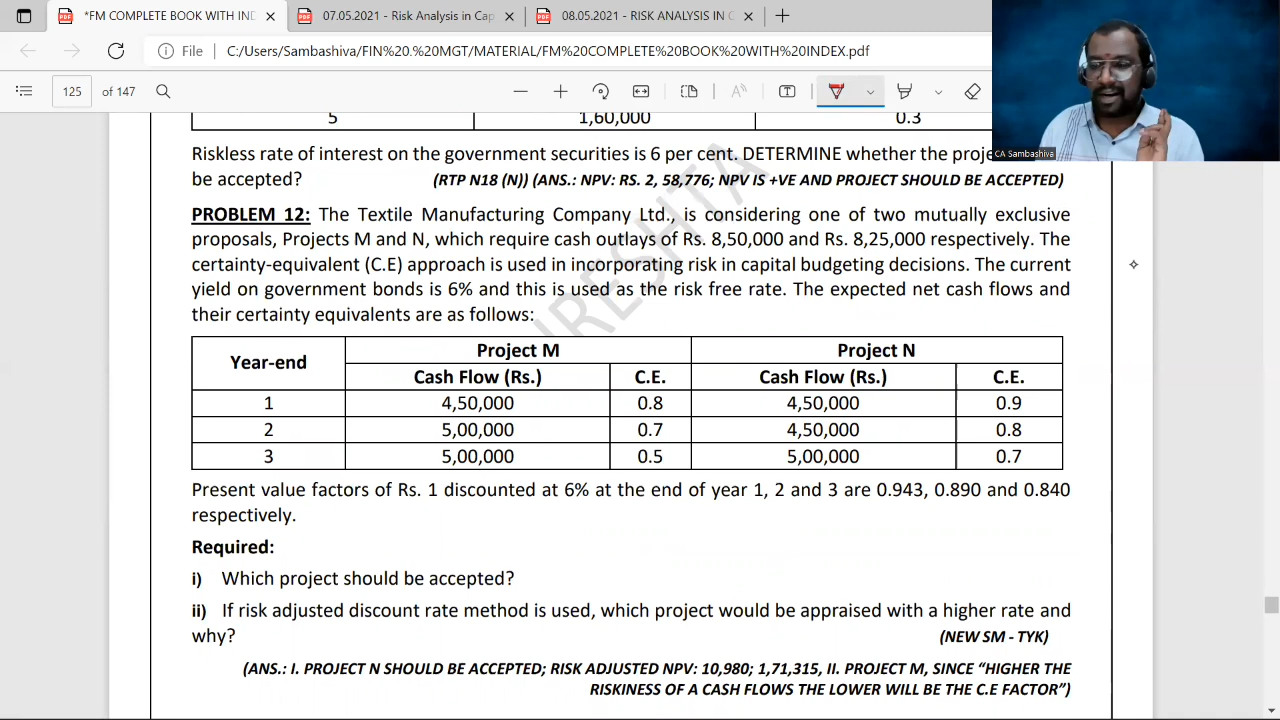 *FM COMPLETE BOOK WITH IND
07.05.2021 - Risk Analysis in Cap
08.05.2021 - RISK ANALYSIS IN C
File C:/Users/Sambashiva/FIN%20.%20MGT/MATERIAL/FM%20COMPLETE%20BOOK%20WITH%20INDEX.pdf
125 of 147
CA Sambashiva
5 1,60,000 0.3
Riskless rate of interest on the government securities is 6 per cent. DETERMINE whether the proje
be accepted? (RTP N18 (N)) (ANS.: NPV: RS. 2, 58,776; NPV IS +VE AND PROJECT SHOULD BE ACCEPTED)
PROBLEM 12: The Textile Manufacturing Company Ltd., is considering one of two mutually exclusive
proposals, Projects M and N, which require cash outlays of Rs. 8,50,000 and Rs. 8,25,000 respectively. The
certainty-equivalent (C.E) approach is used in incorporating risk in capital budgeting decisions. The current
yield on government bonds is 6% and this is used as the risk free rate. The expected net cash flows and
their certainty equivalents are as follows:
Year-end Project M Project N
Cash Flow (Rs.) C.E. Cash Flow (Rs.) C.E.
1 4,50,000 0.8 4,50,000 0.9
2 5,00,000 0.7 4,50,000 0.8
3 5,00,000 0.5 5,00,000 0.7
Present value factors of Rs. 1 discounted at 6% at the end of year 1, 2 and 3 are 0.943, 0.890 and 0.840
respectively.
Required:
i) Which project should be accepted?
ii) If risk adjusted discount rate method is used, which project would be appraised with a higher rate and
why? (NEW SM - TYK)
(ANS.: I. PROJECT N SHOULD BE ACCEPTED; RISK ADJUSTED NPV: 10,980; 1,71,315, II. PROJECT M, SINCE “HIGHER THE
RISKINESS OF A CASH FLOWS THE LOWER WILL BE THE C.E FACTOR”)